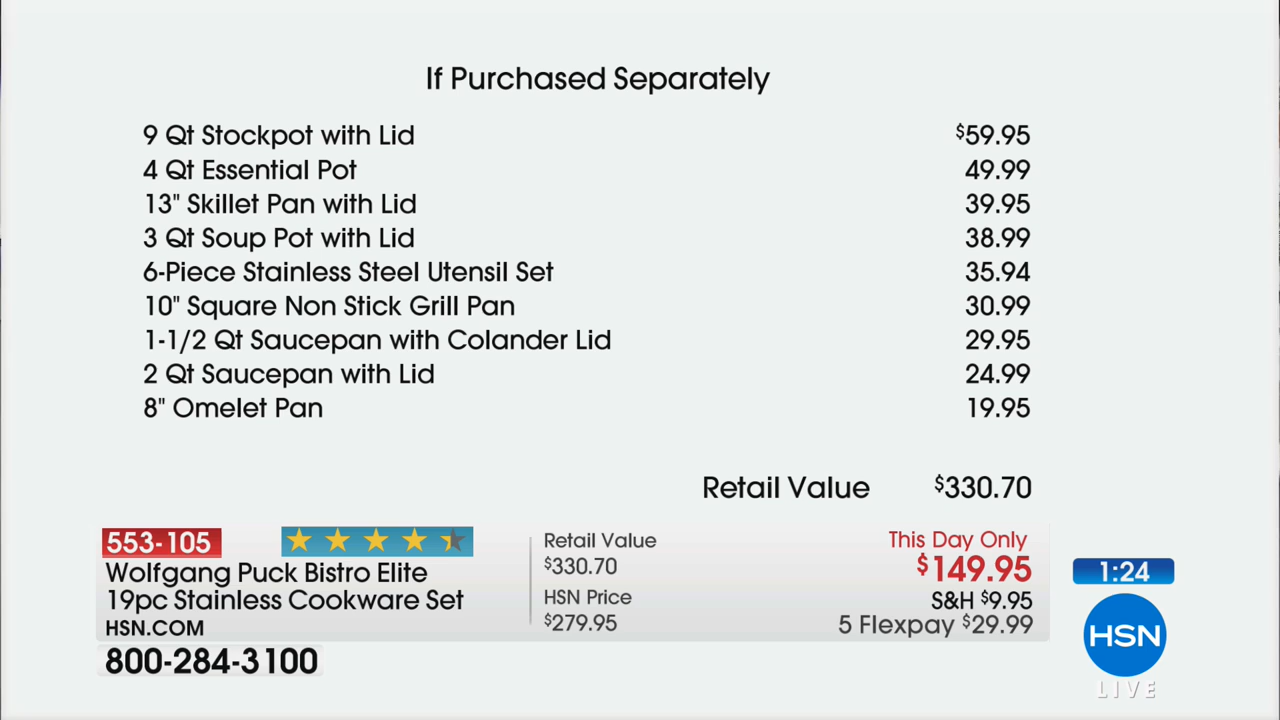 If Purchased Separately
9 Qt Stockpot with Lid $59.95
4 Qt Essential Pot 49.99
13" Skillet Pan with Lid 39.95
3 Qt Soup Pot with Lid 38.99
6-Piece Stainless Steel Utensil Set 35.94
10" Square Non Stick Grill Pan 30.99
1-1/2 Qt Saucepan with Colander Lid 29.95
2 Qt Saucepan with Lid 24.99
8" Omelet Pan 19.95
Retail Value $330.70
553-105
Wolfgang Puck Bistro Elite
19pc Stainless Cookware Set
HSN.COM
800-284-3100
Retail Value
$330.70
HSN Price
$279.95
This Day Only
$149.95
S&H $9.95
5 Flexpay $29.99
1:24
HSN
LIVE